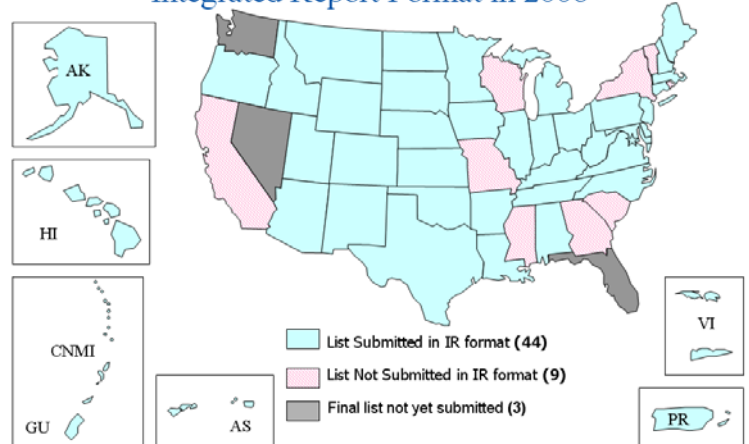 Integrated Report Format in 2008
AK
HI
CNMI
GU
AS
VI
PR
List Submitted in IR format (44)
List Not Submitted in IR format (9)
Final list not yet submitted (3)